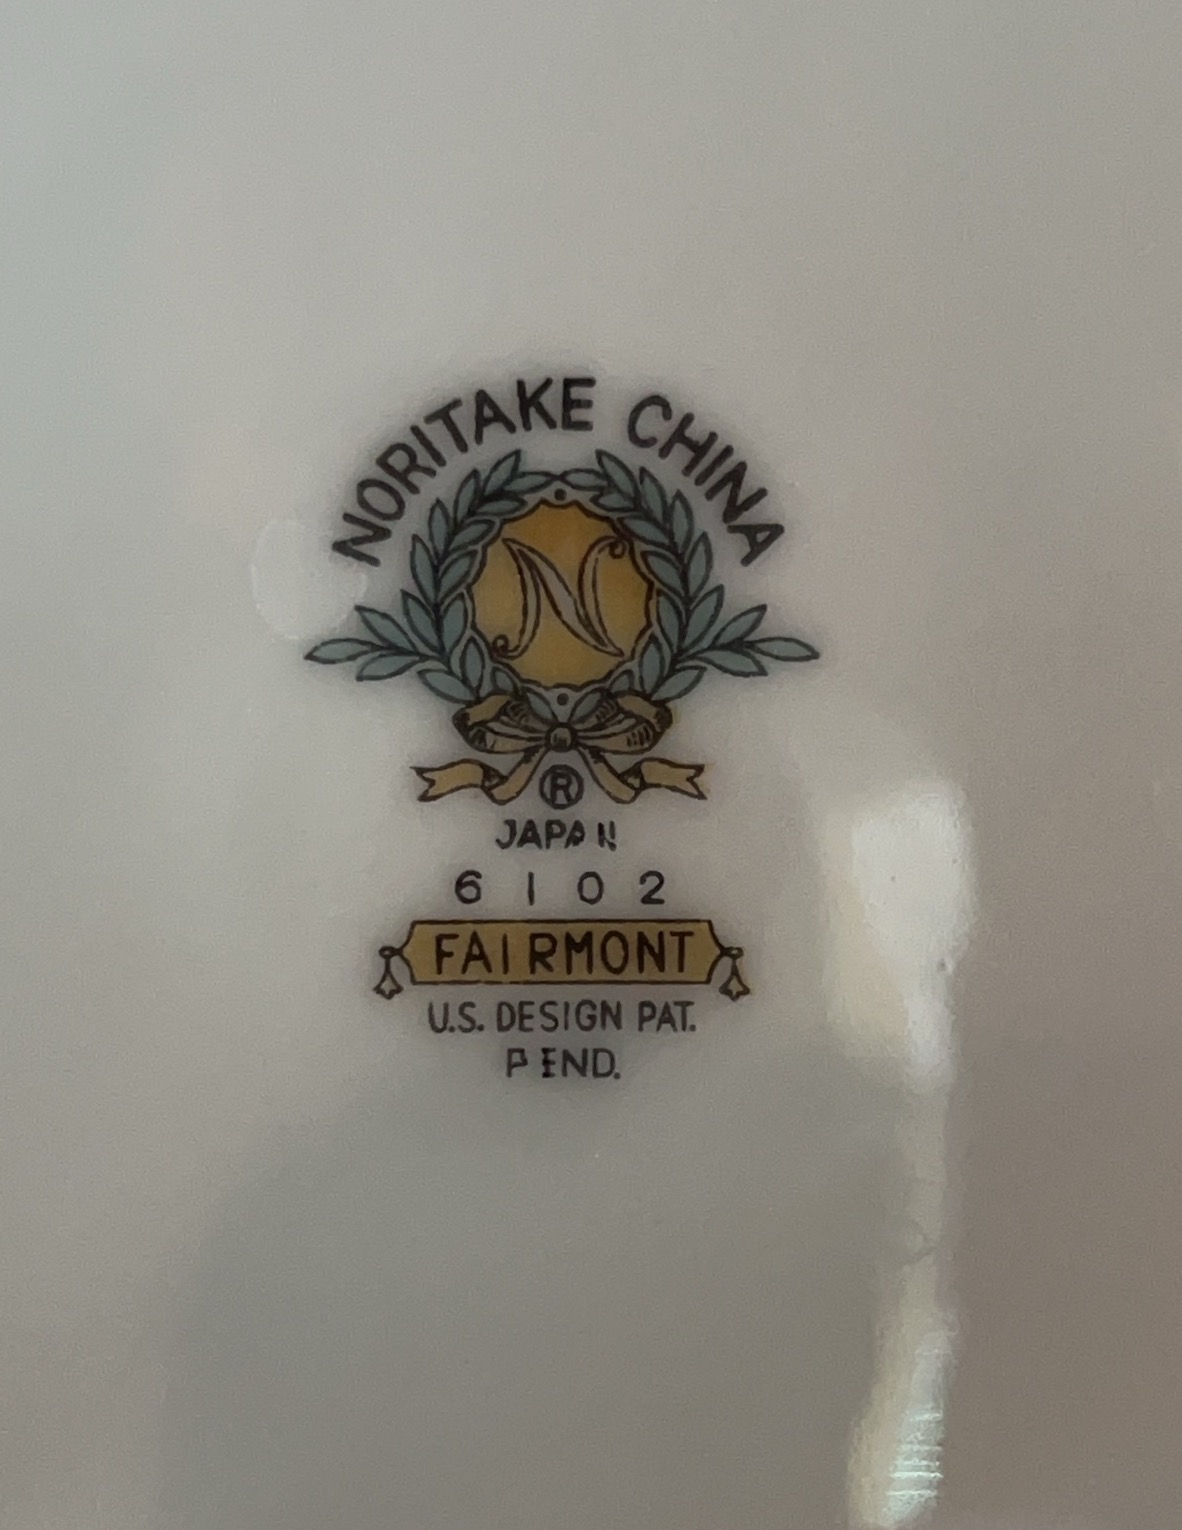 NORITAKE CHINA
N
®
JAPAN
6102
FAIRMONT
U.S. DESIGN PAT.
PEND.